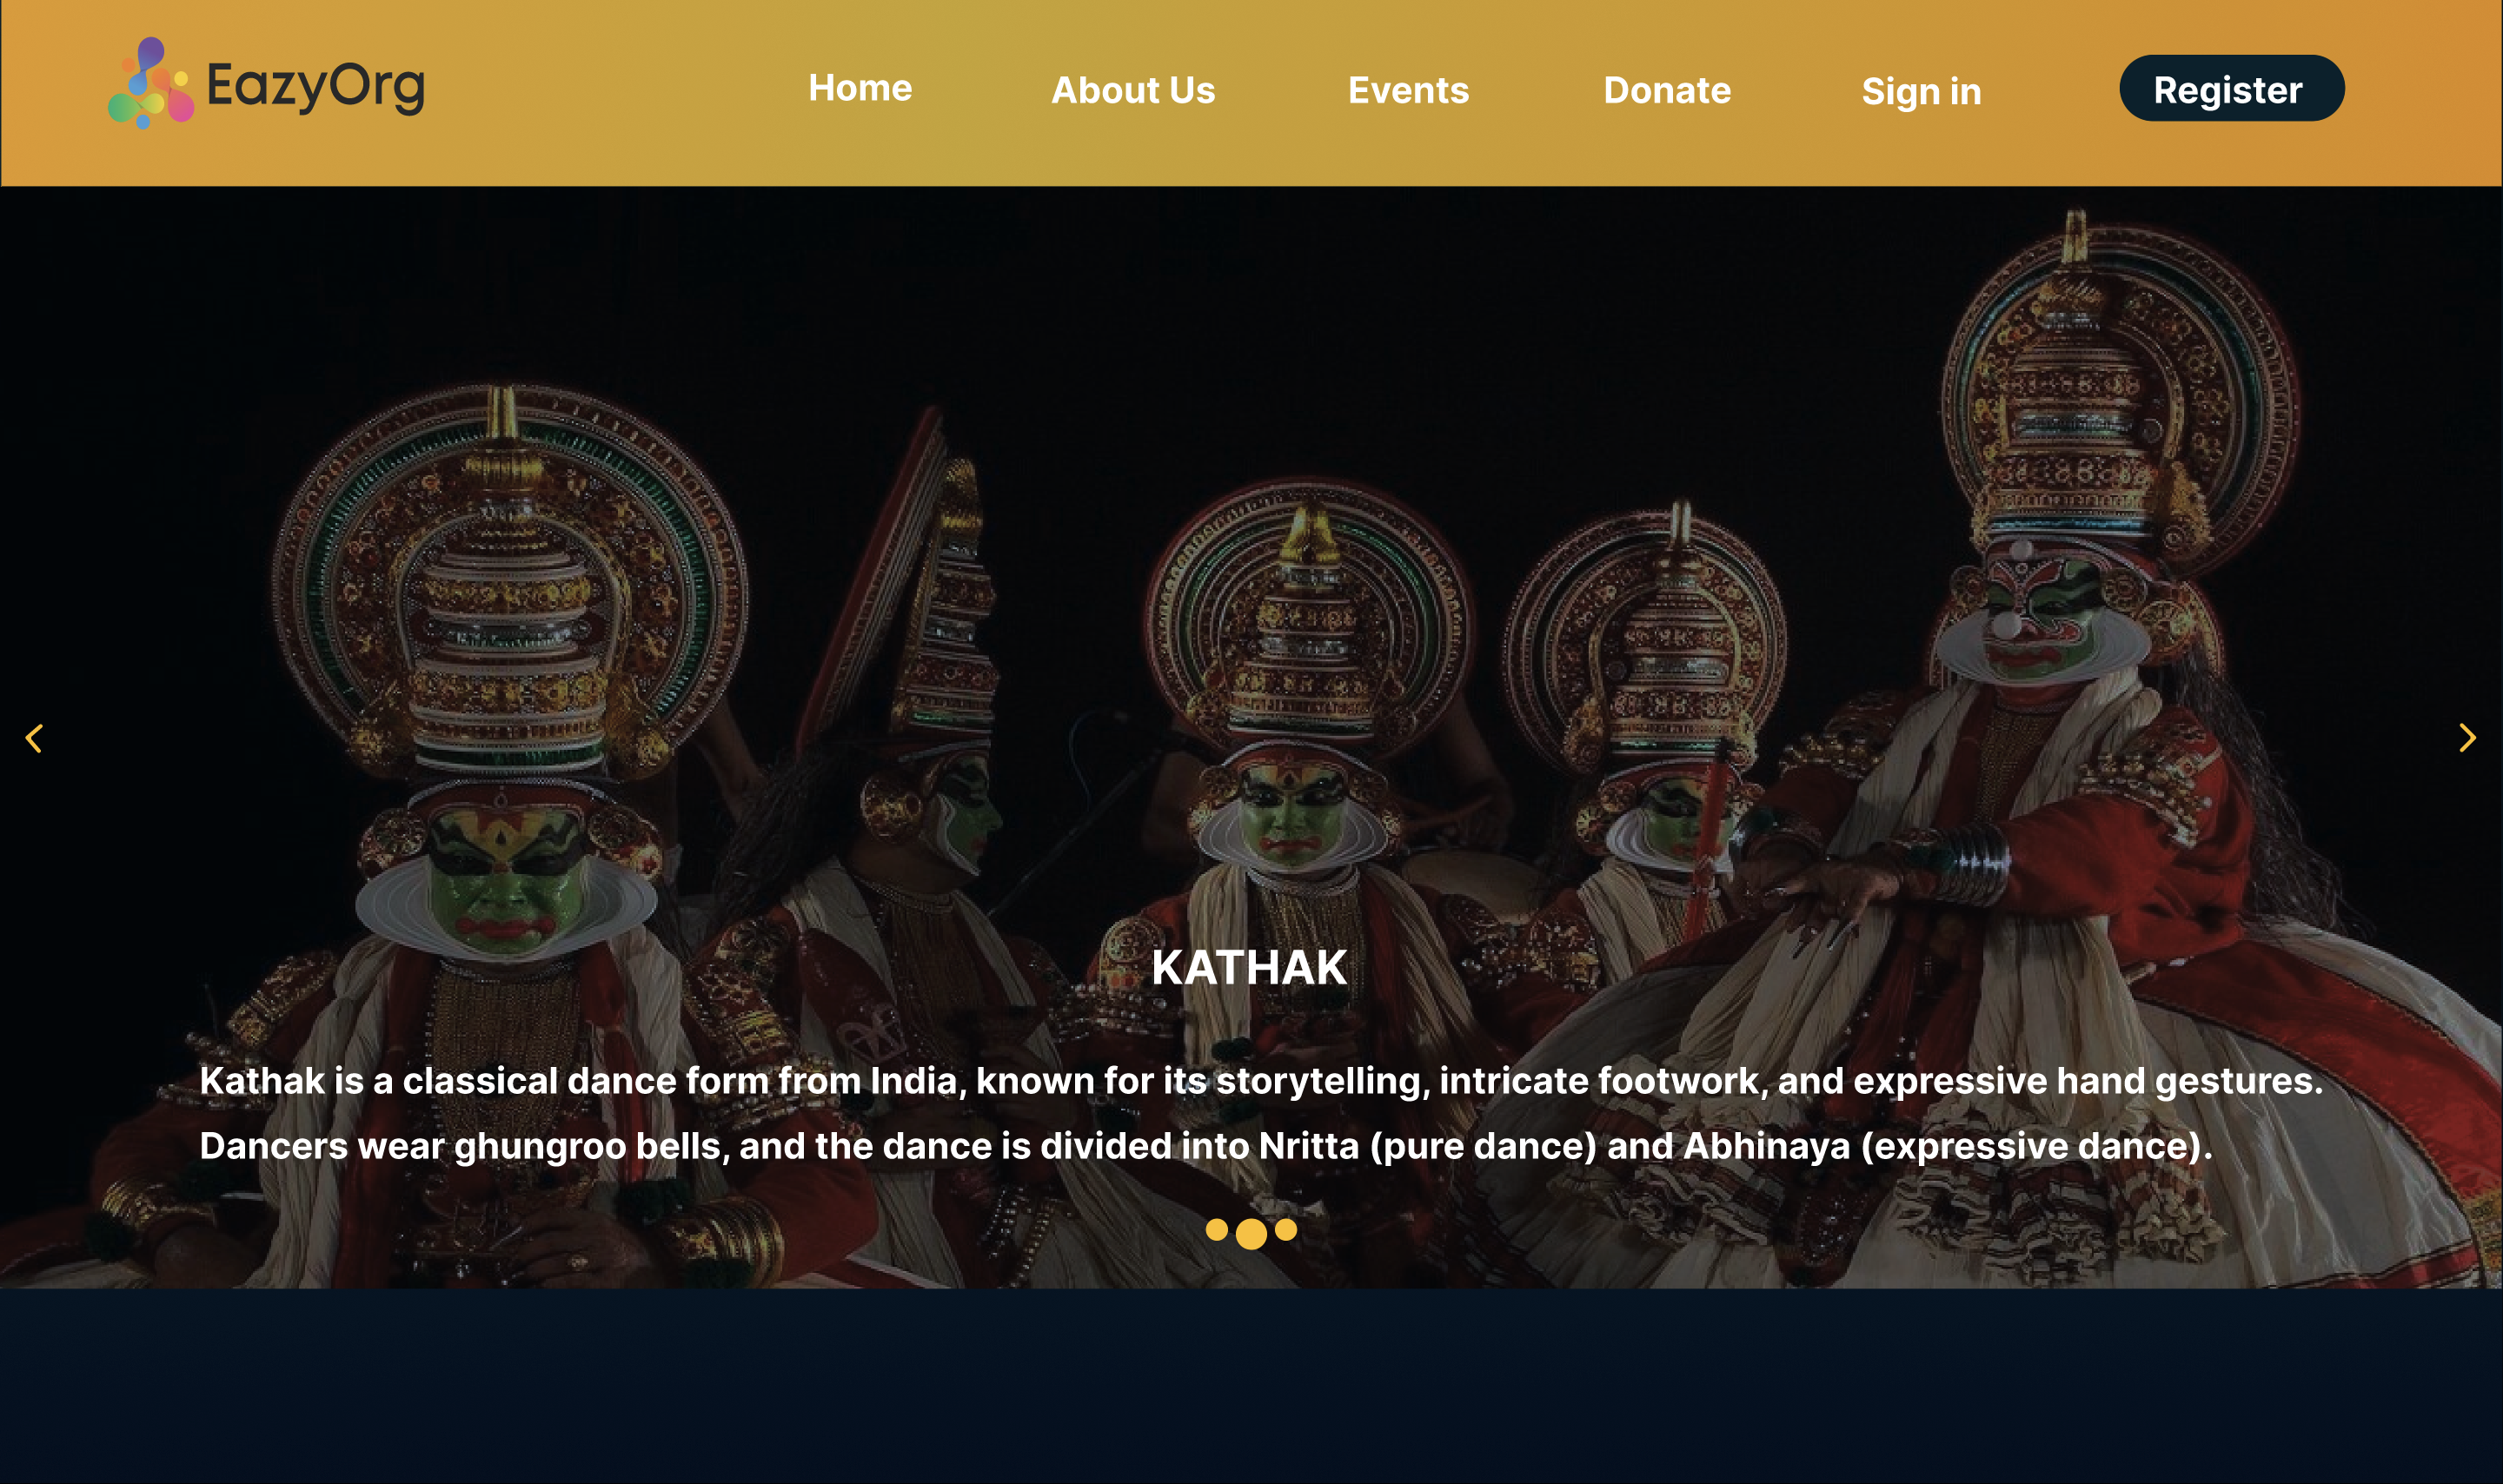 EazyOrg
Home
About Us
Events
Donate
Sign in
Register
KATHAK
Kathak is a classical dance form from India, known for its storytelling, intricate footwork, and expressive hand gestures.
Dancers wear ghungroo bells, and the dance is divided into Nritta (pure dance) and Abhinaya (expressive dance).